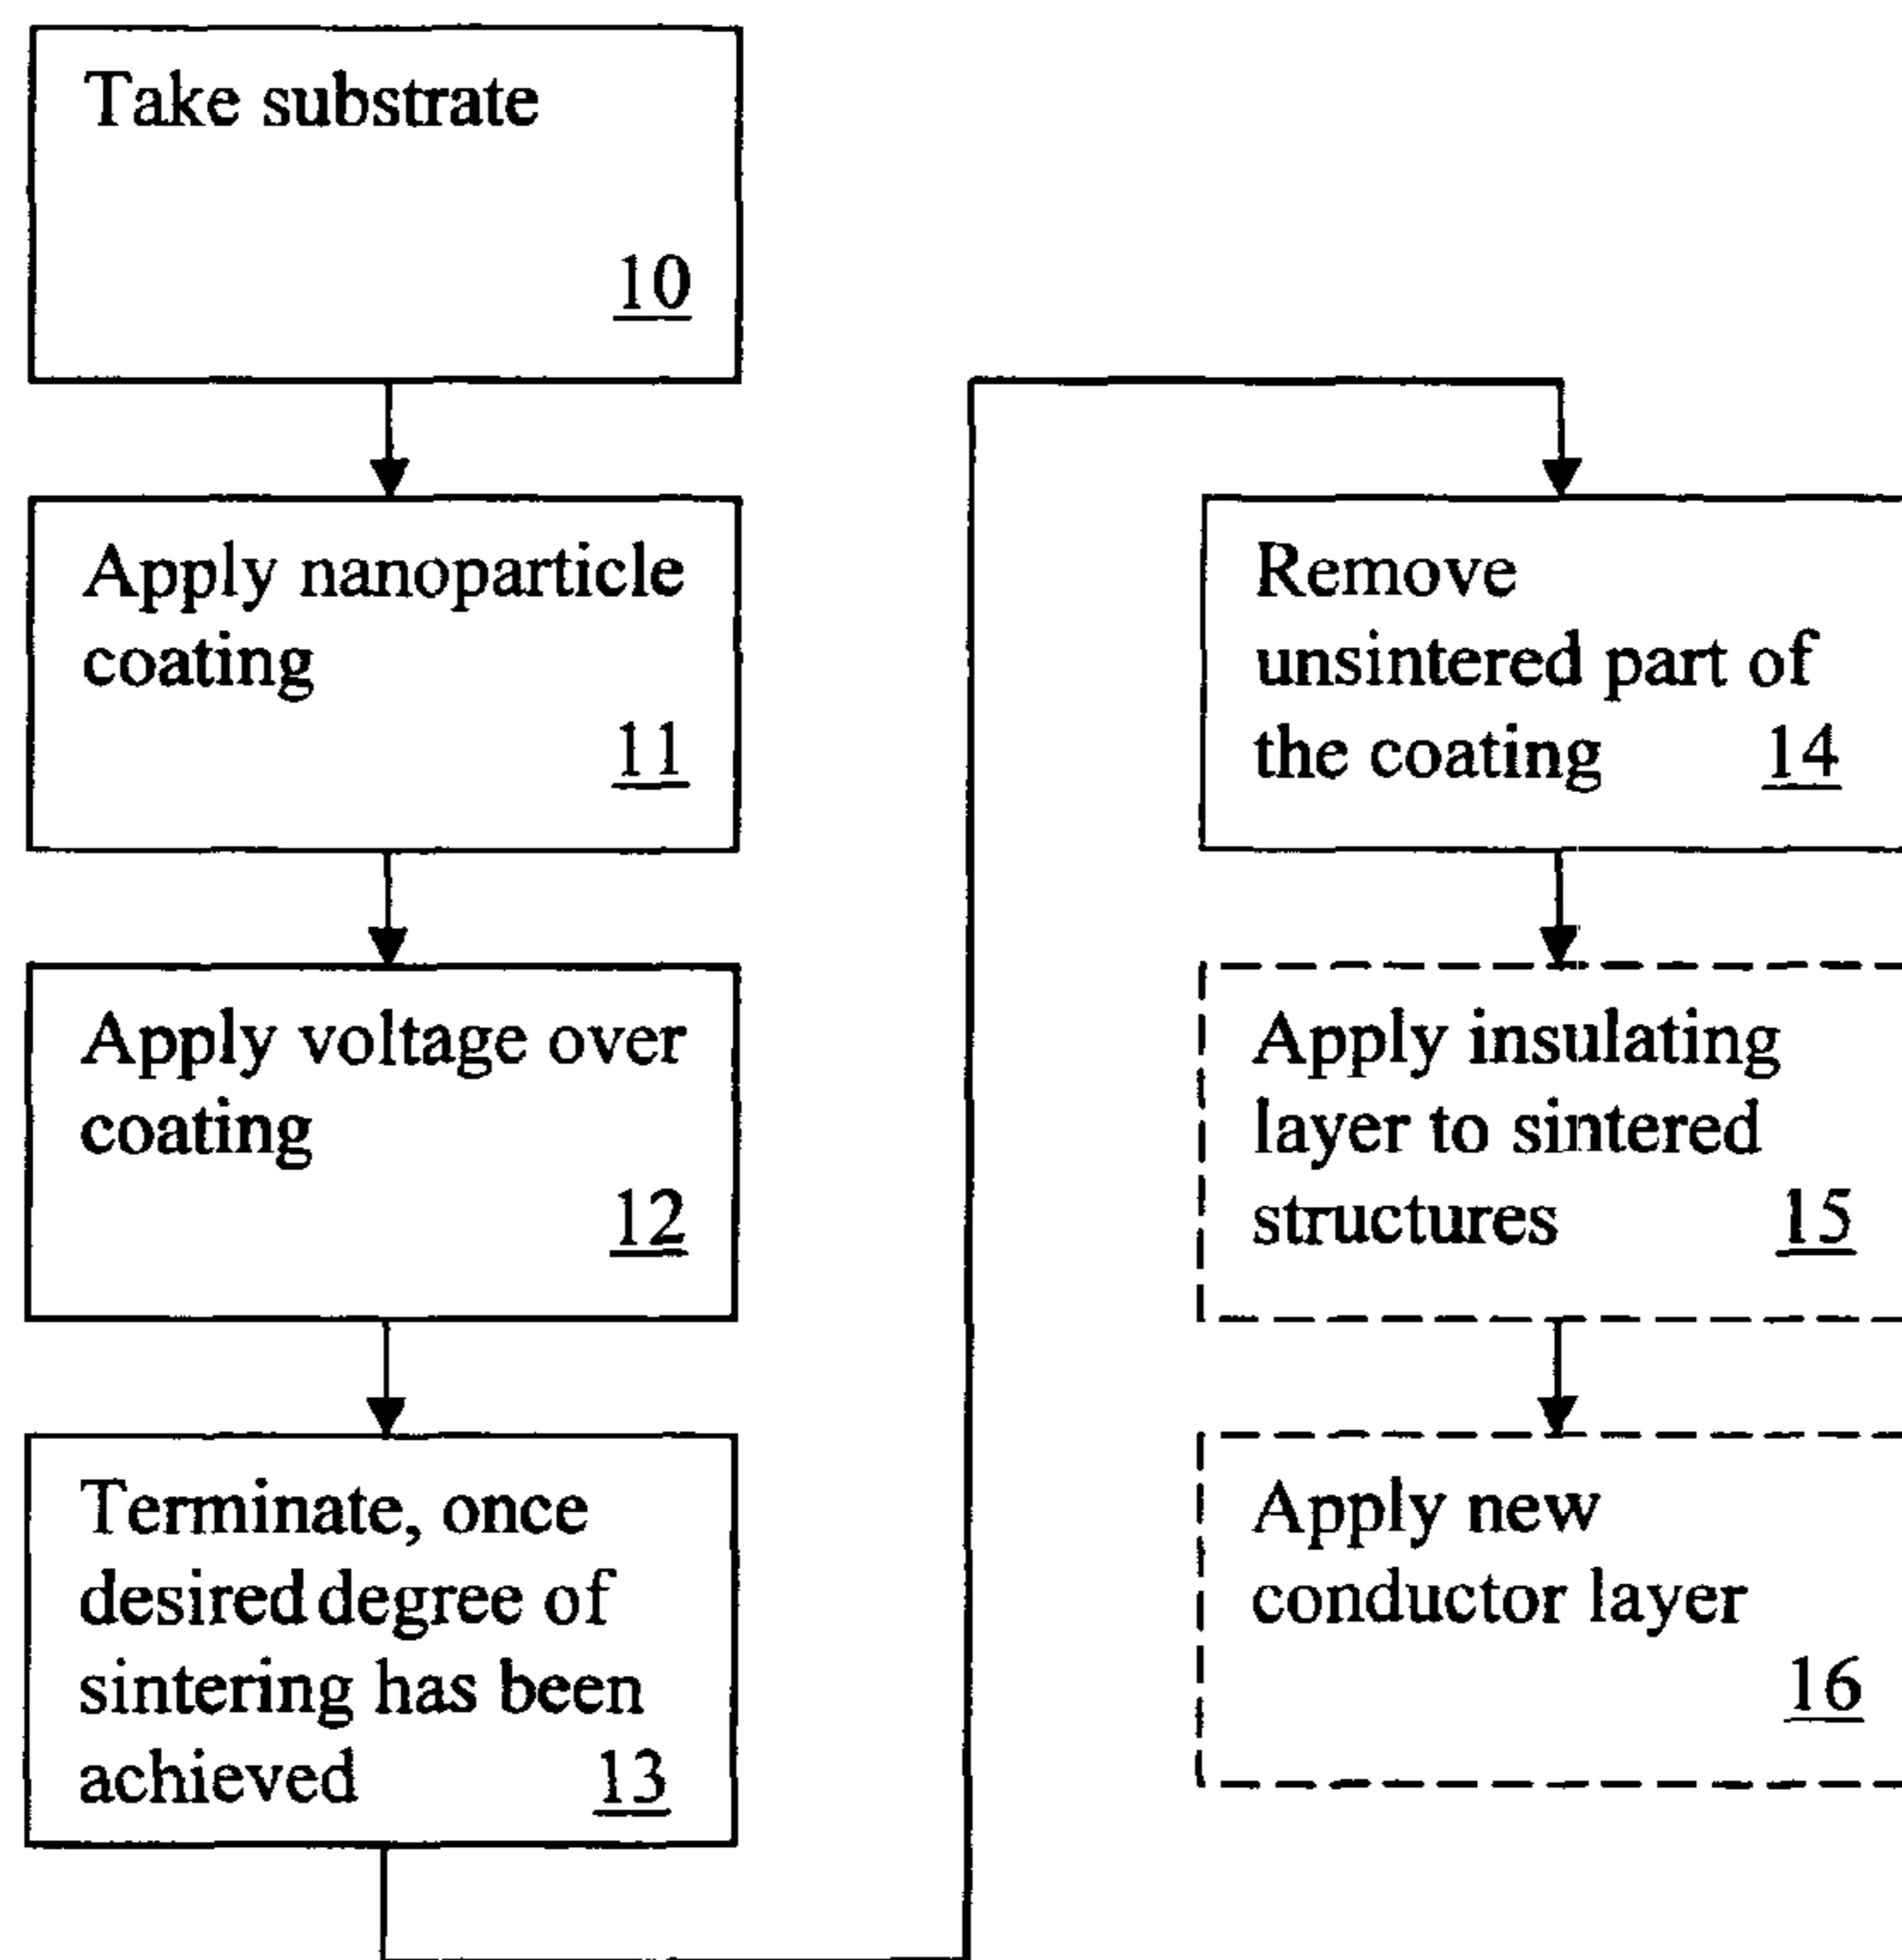 Take substrate
10
Apply nanoparticle
coating
11
Apply voltage over
coating
12
Terminate, once
desired degree of
sintering has been
achieved 13
Remove
unsintered part of
the coating 14
Apply insulating
layer to sintered
structures 15
Apply new
conductor layer
16